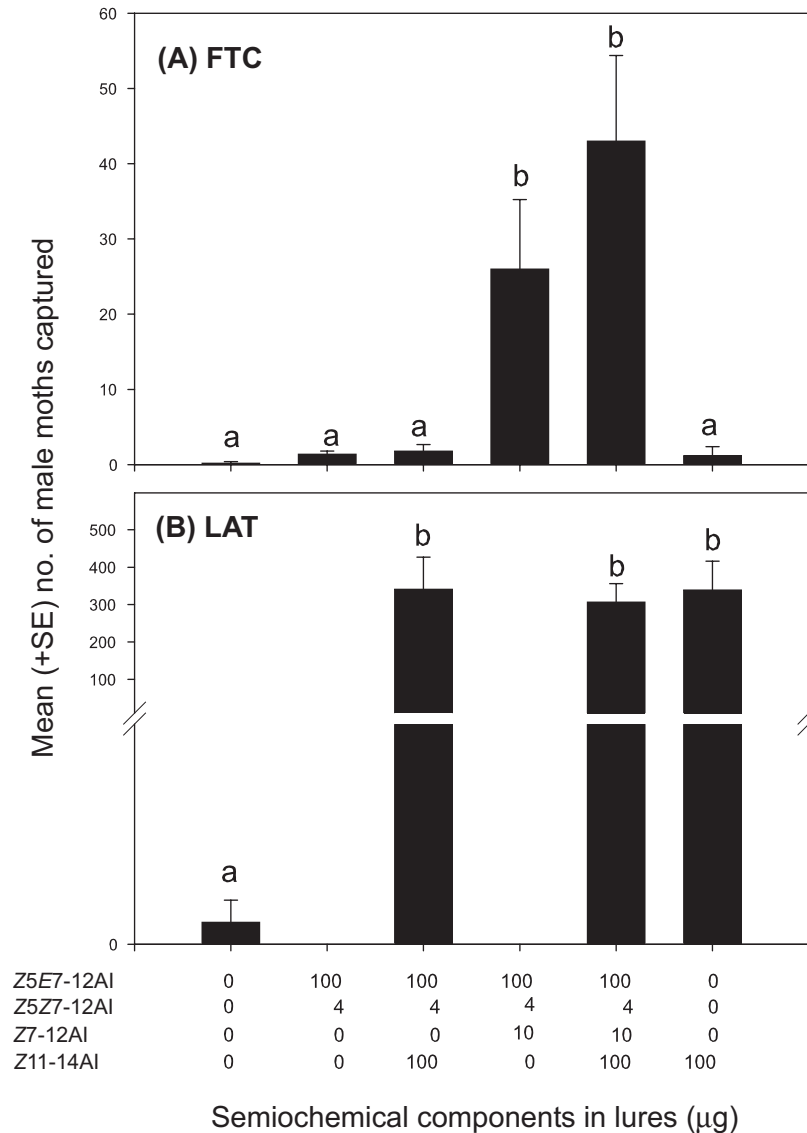 60
(A) FTC
b
b
50
40
30
20
10
a
a
a
a
0
Mean (+SE) no. of male moths captured
(B) LAT
500
b
b
b
400
300
200
100
a
0
Z5E7-12Al 0 100 100 100 100 0
Z5Z7-12Al 0 4 4 4 4 0
Z7-12Al 0 0 0 10 10 0
Z11-14Al 0 0 100 0 100 100
Semiochemical components in lures (µg)